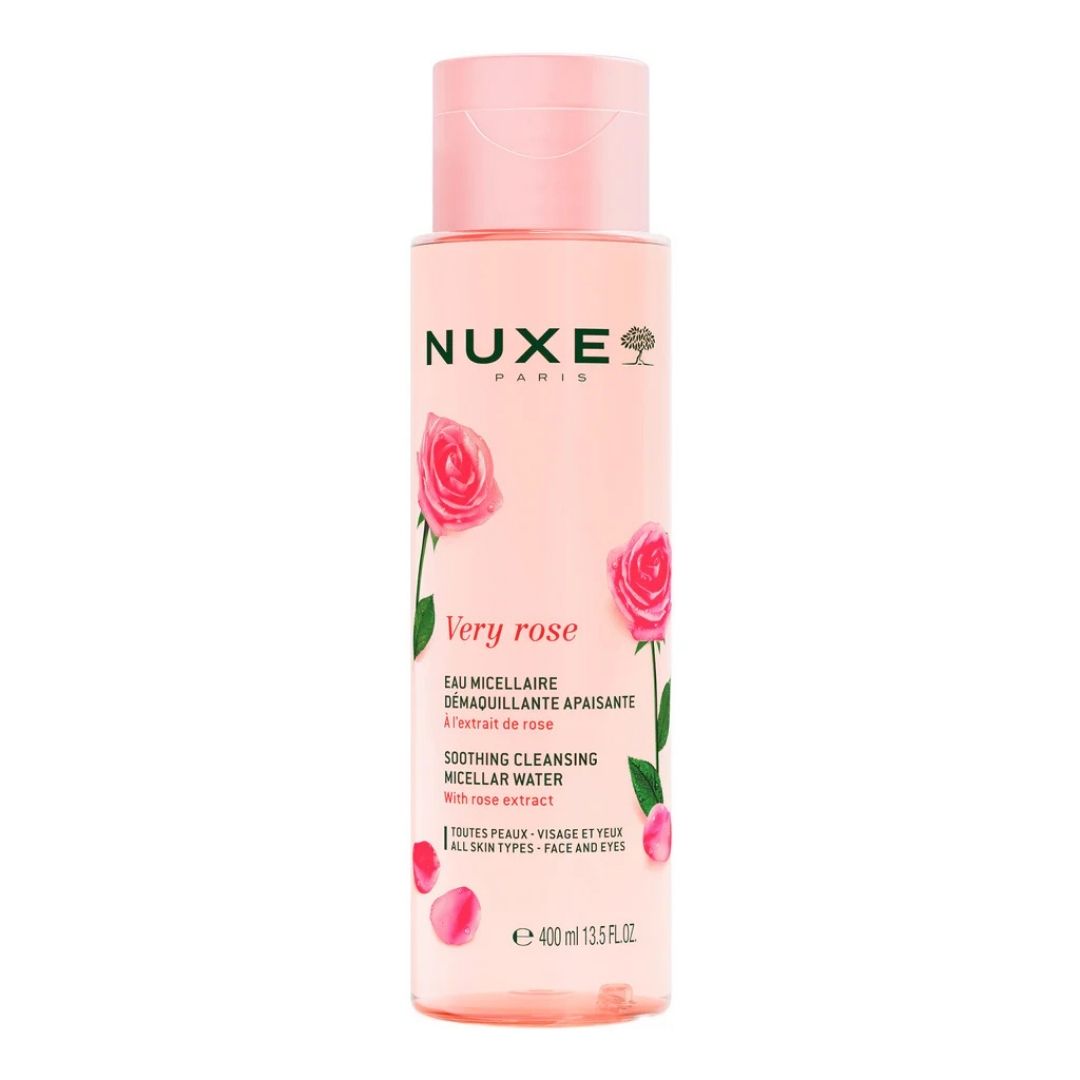 NUXE
PARIS
Very rose
EAU MICELLAIRE
DÉMAQUILLANTE APAISANTE
À l'extrait de rose
SOOTHING CLEANSING
MICELLAR WATER
With rose extract
TOUTES PEAUX - VISAGE ET YEUX
ALL SKIN TYPES - FACE AND EYES
℮ 400 ml 13.5 FL.OZ.